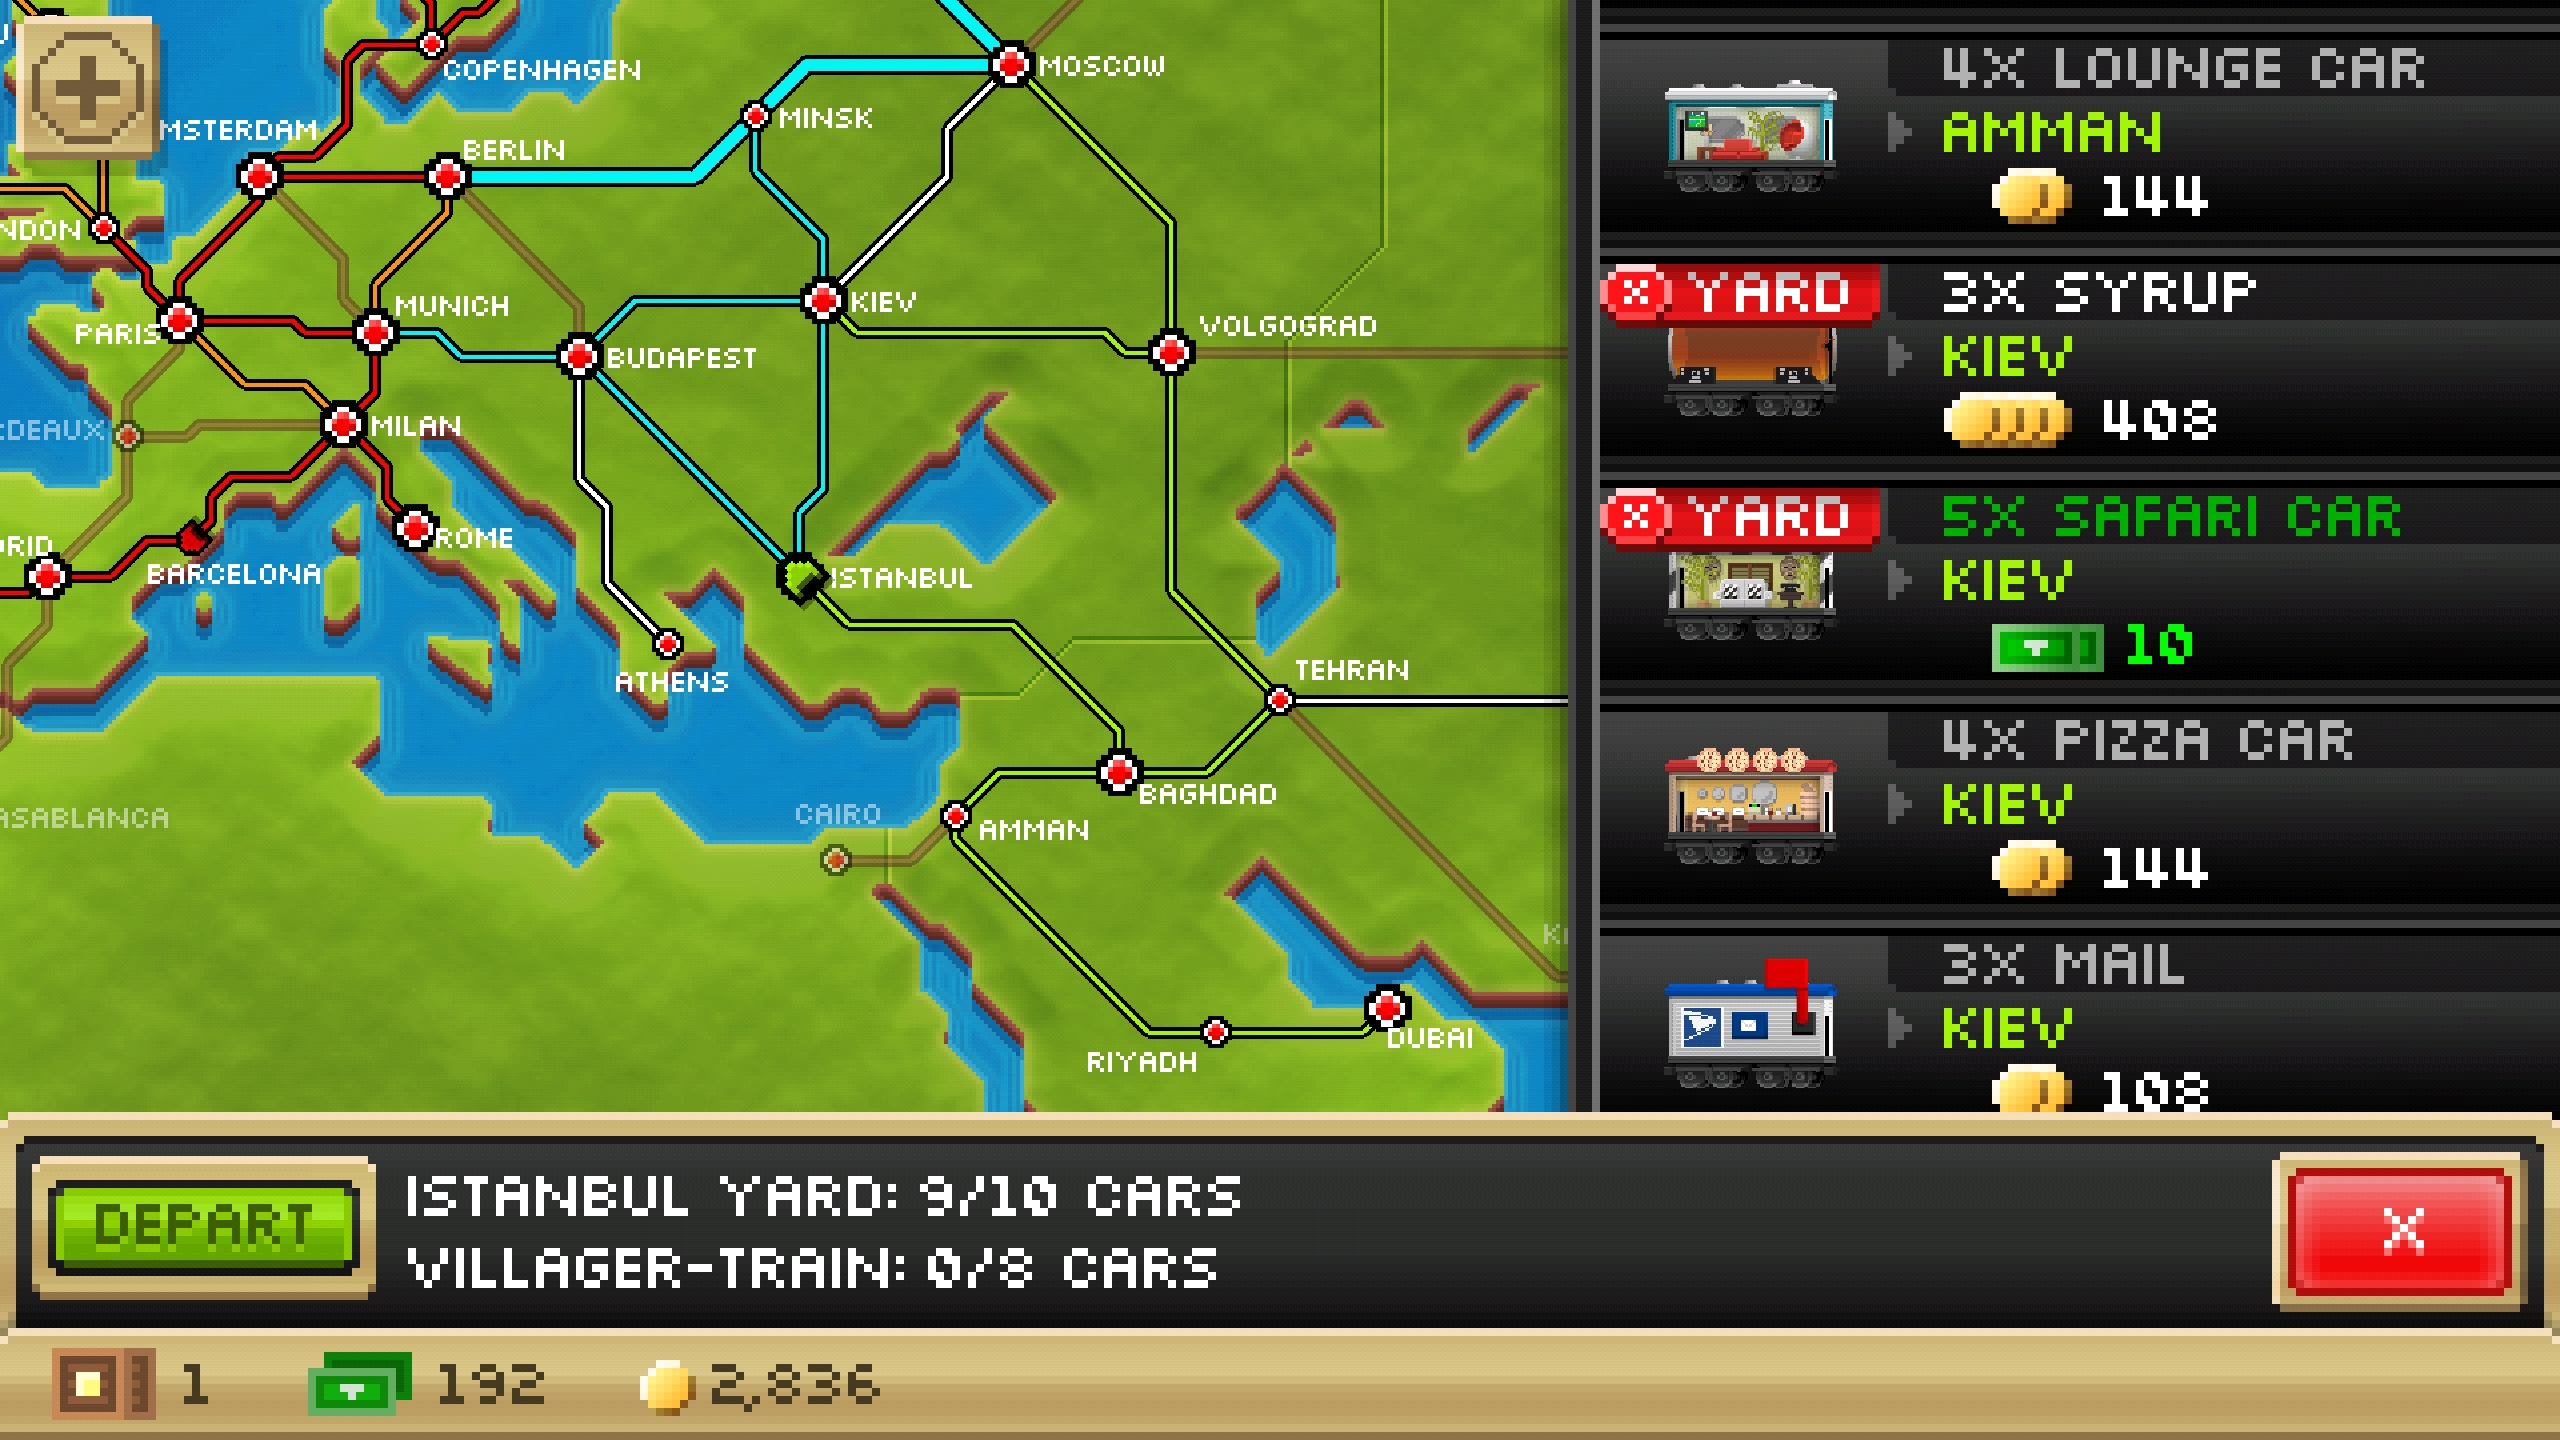 COPENHAGEN
MOSCOW
MINSK
MSTERDAM
BERLIN
NDON
MUNICH
KIEV
PARIS
BUDAPEST
VOLGOGRAD
DEAUX
MILAN
RID
ROME
BARCELONA
ISTANBUL
TEHRAN
ATHENS
BAGHDAD
ASABLANCA
CAIRO
AMMAN
K
DUBAI
RIYADH
4X LOUNGE CAR
AMMAN
144
X YARD 3X SYRUP
KIEV
408
X YARD 5X SAFARI CAR
KIEV
10
4X PIZZA CAR
KIEV
144
3X MAIL
KIEV
108
DEPART
ISTANBUL YARD: 9/10 CARS
VILLAGER-TRAIN: 0/8 CARS
X
1 192 2,836